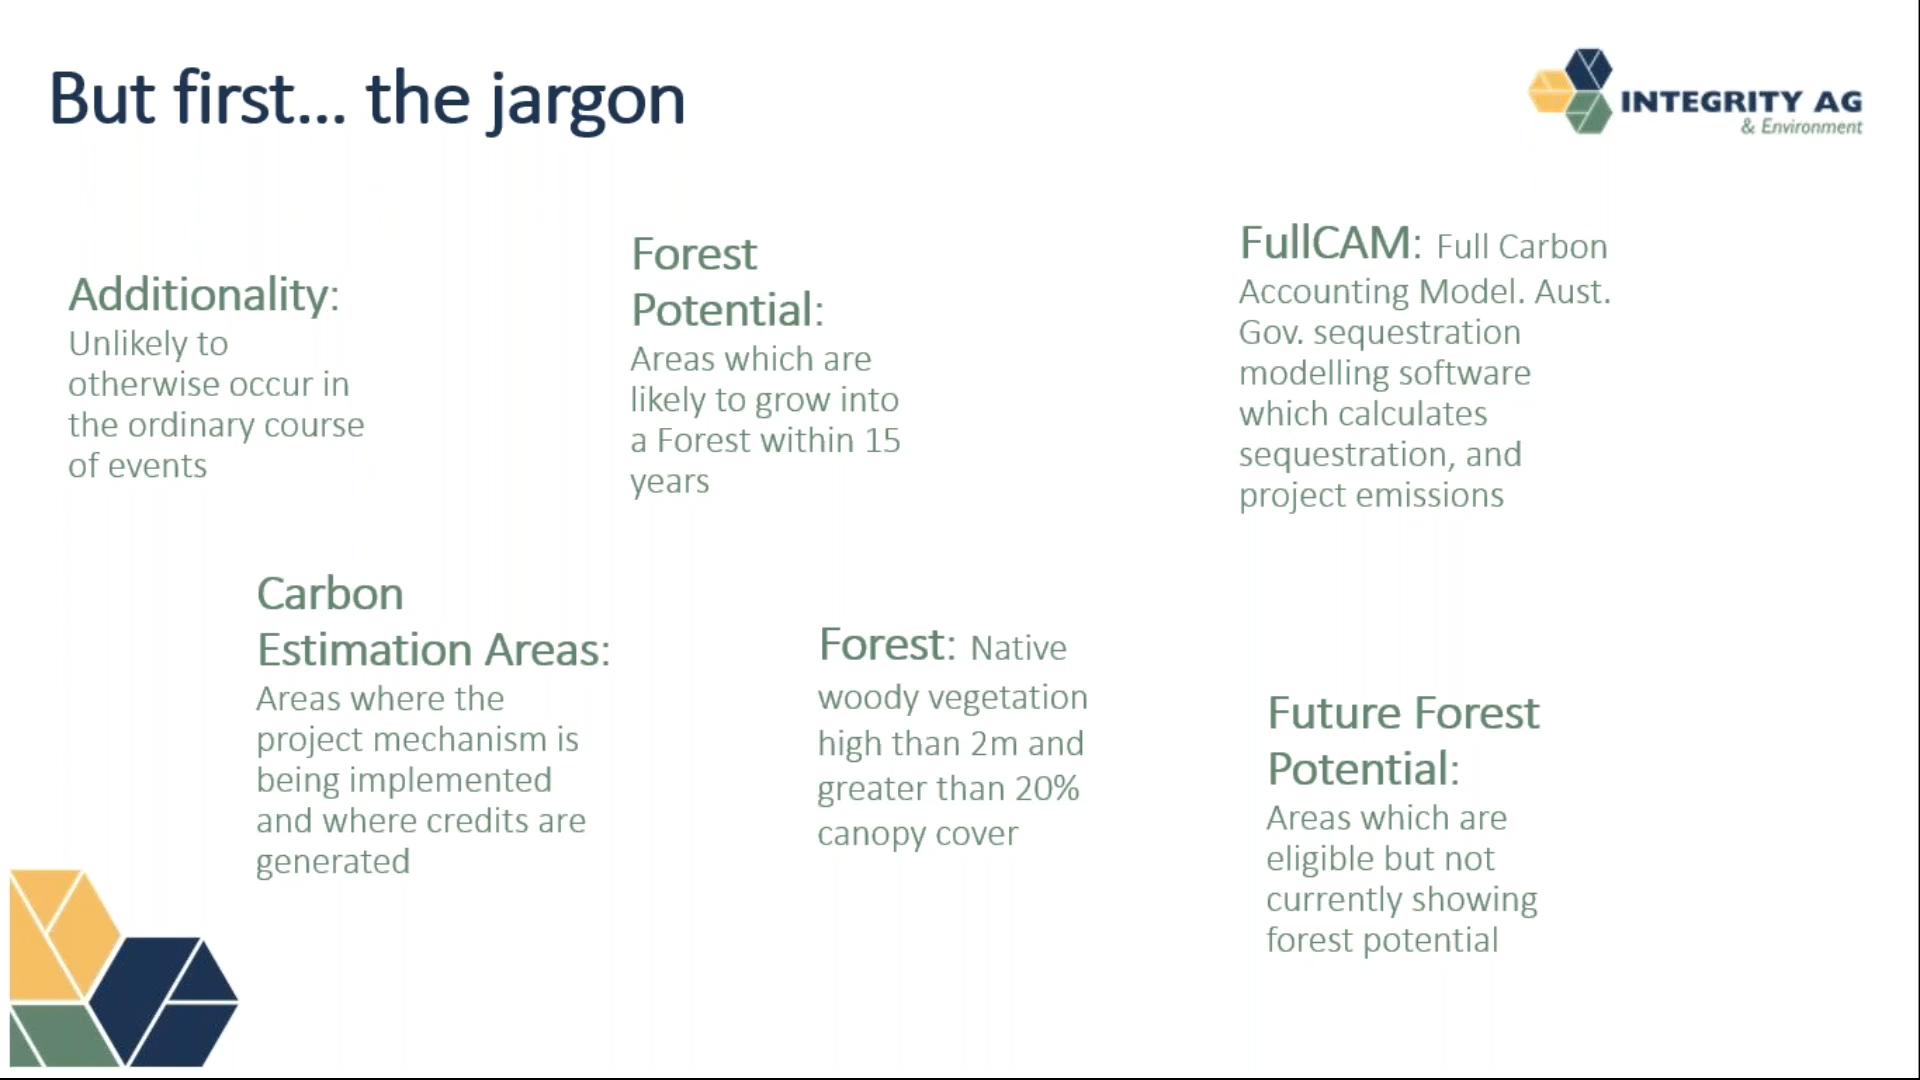 But first... the jargon
INTEGRITY AG
& Environment
Additionality:
Unlikely to
otherwise occur in
the ordinary course
of events
Forest
Potential:
Areas which are
likely to grow into
a Forest within 15
years
FullCAM: Full Carbon
Accounting Model. Aust.
Gov. sequestration
modelling software
which calculates
sequestration, and
project emissions
Carbon
Estimation Areas:
Areas where the
project mechanism is
being implemented
and where credits are
generated
Forest: Native
woody vegetation
high than 2m and
greater than 20%
canopy cover
Future Forest
Potential:
Areas which are
eligible but not
currently showing
forest potential